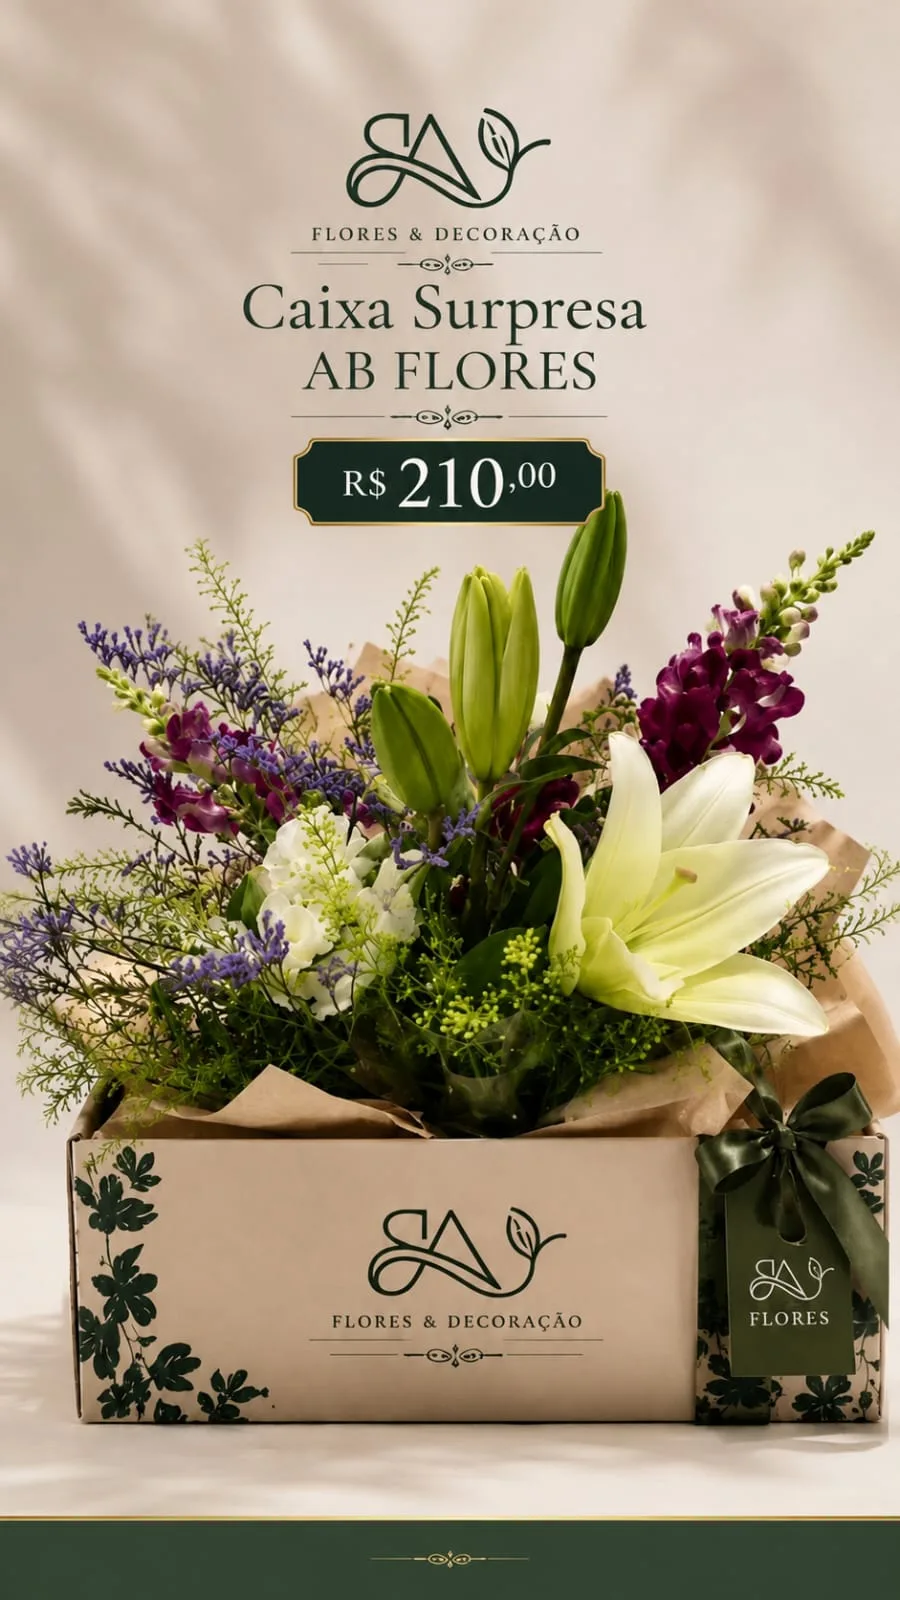 FLORES & DECORAÇÃO
Caixa Surpresa
AB FLORES
R$ 210,00
FLORES & DECORAÇÃO
FLORES